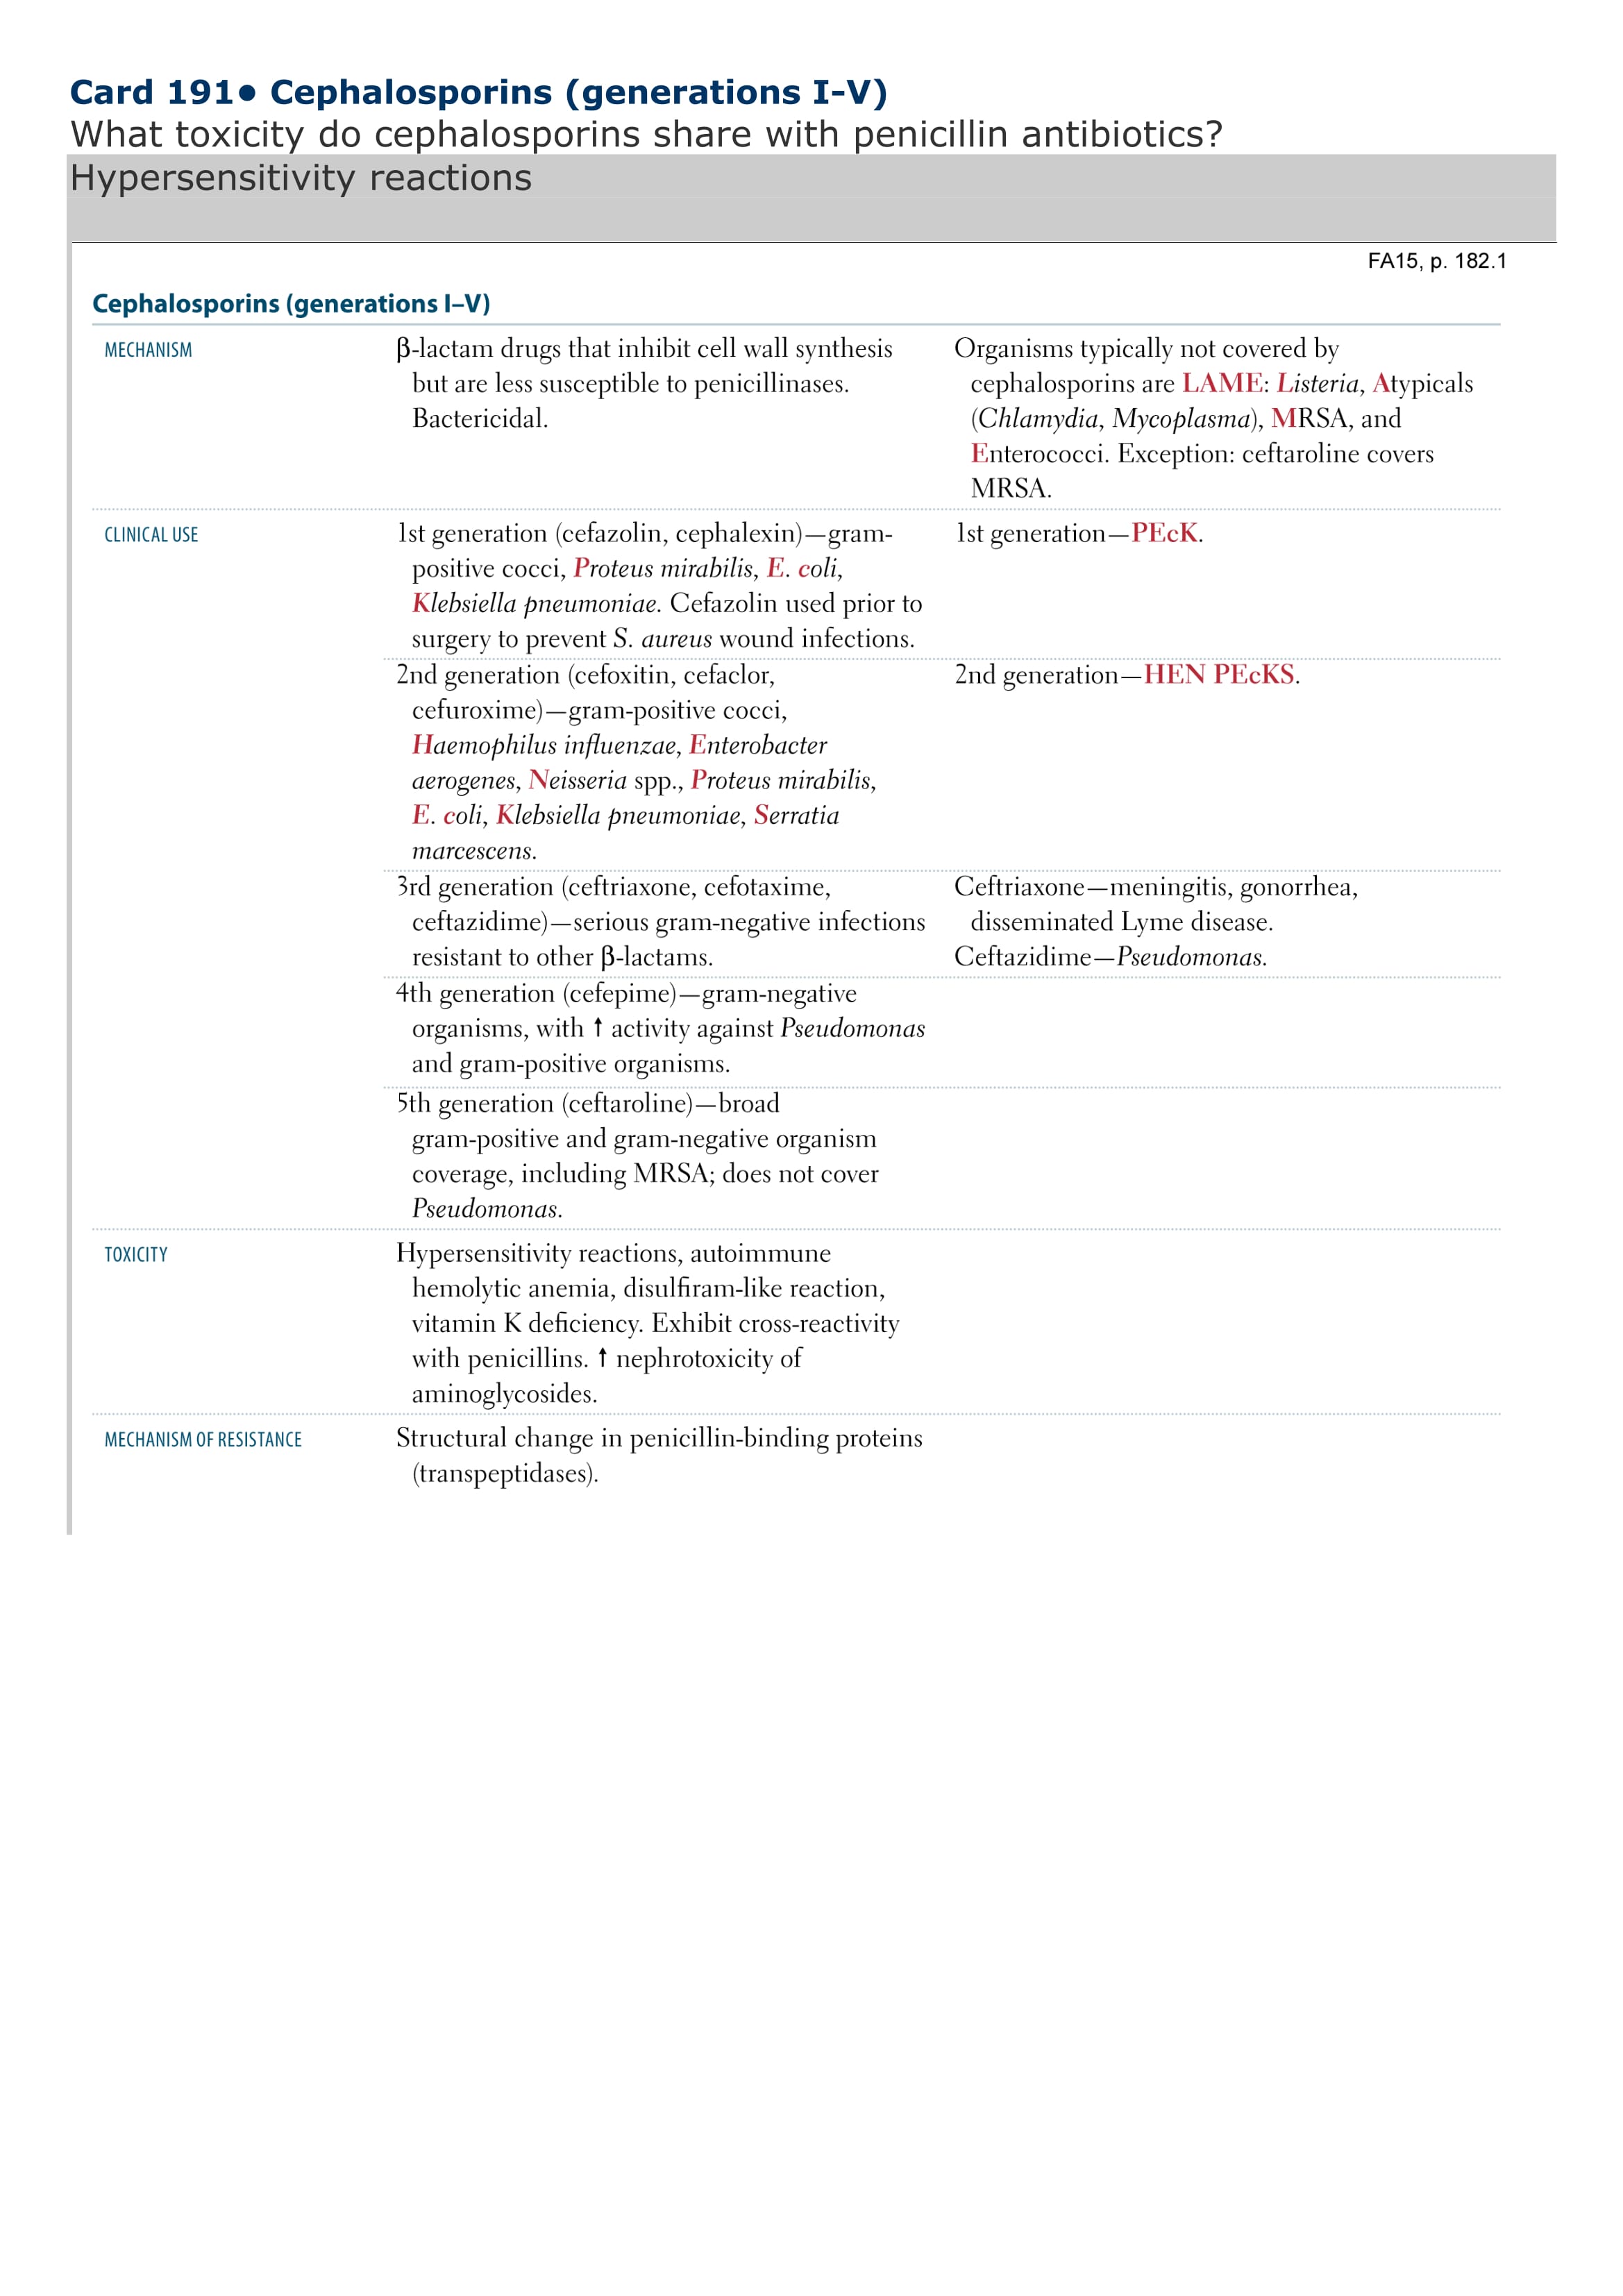 Card 191• Cephalosporins (generations I-V)
What toxicity do cephalosporins share with penicillin antibiotics?
Hypersensitivity reactions
FA15, p. 182.1
Cephalosporins (generations I–V)
MECHANISM
β-lactam drugs that inhibit cell wall synthesis
but are less susceptible to penicillinases.
Bactericidal.
Organisms typically not covered by
cephalosporins are LAME: Listeria, Atypicals
(Chlamydia, Mycoplasma), MRSA, and
Enterococci. Exception: ceftaroline covers
MRSA.
CLINICAL USE
1st generation (cefazolin, cephalexin)—gram-
positive cocci, Proteus mirabilis, E. coli,
Klebsiella pneumoniae. Cefazolin used prior to
surgery to prevent S. aureus wound infections.
1st generation—PEcK.
2nd generation (cefoxitin, cefaclor,
cefuroxime)—gram-positive cocci,
Haemophilus influenzae, Enterobacter
aerogenes, Neisseria spp., Proteus mirabilis,
E. coli, Klebsiella pneumoniae, Serratia
marcescens.
2nd generation—HEN PEcKS.
3rd generation (ceftriaxone, cefotaxime,
ceftazidime)—serious gram-negative infections
resistant to other β-lactams.
Ceftriaxone—meningitis, gonorrhea,
disseminated Lyme disease.
Ceftazidime—Pseudomonas.
4th generation (cefepime)—gram-negative
organisms, with ↑ activity against Pseudomonas
and gram-positive organisms.
5th generation (ceftaroline)—broad
gram-positive and gram-negative organism
coverage, including MRSA; does not cover
Pseudomonas.
TOXICITY
Hypersensitivity reactions, autoimmune
hemolytic anemia, disulfiram-like reaction,
vitamin K deficiency. Exhibit cross-reactivity
with penicillins. ↑ nephrotoxicity of
aminoglycosides.
MECHANISM OF RESISTANCE
Structural change in penicillin-binding proteins
(transpeptidases).